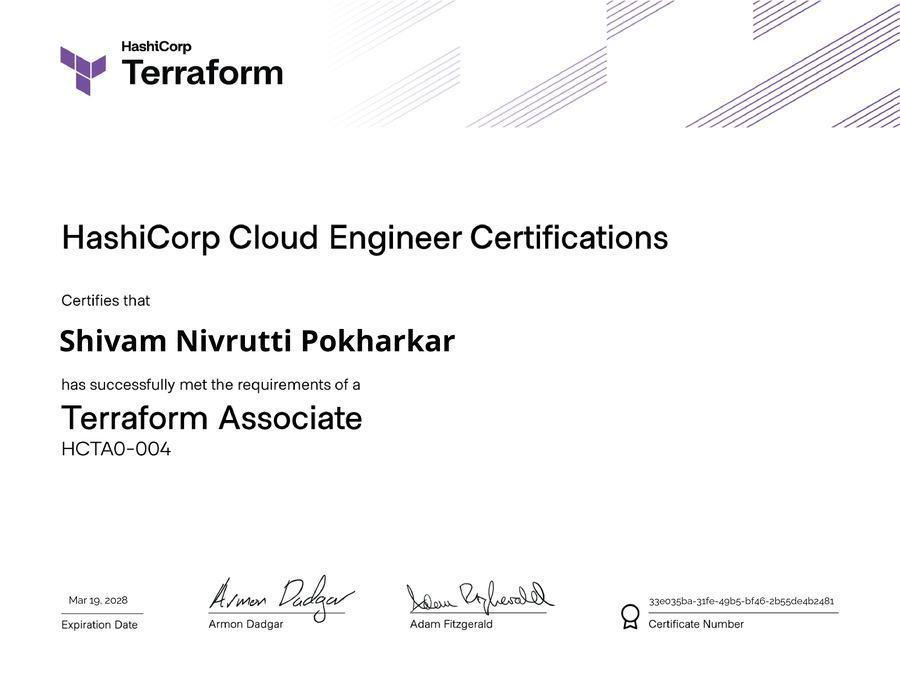 HashiCorp
Terraform
HashiCorp Cloud Engineer Certifications
Certifies that
Shivam Nivrutti Pokharkar
has successfully met the requirements of a
Terraform Associate
HCTA0-004
Mar 19, 2028
Expiration Date
Armon Dadgar
Armon Dadgar
Adam Fitzgerald
33e035ba-31fe-49b5-bf46-2b55de4b2481
Certificate Number